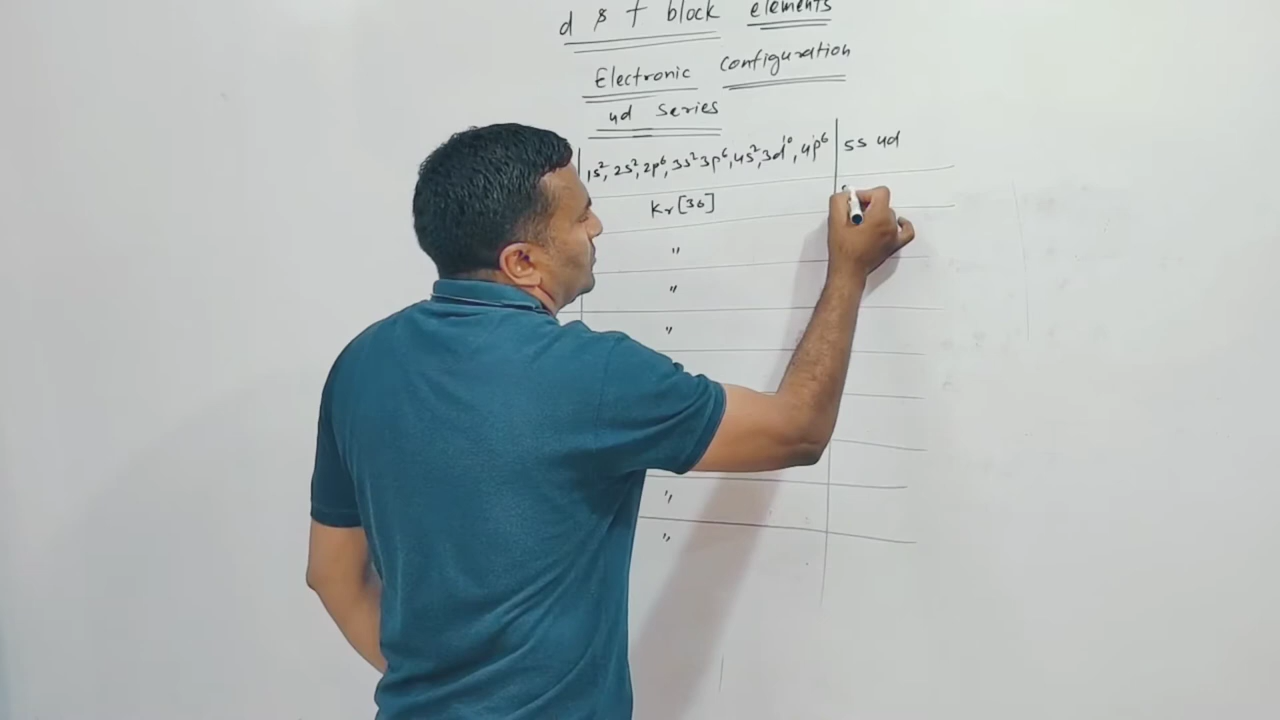 d & f block elements
Electronic configuration
4d Series
1s², 2s², 2p⁶, 3s² 3p⁶, 4s², 3d¹⁰, 4p⁶ 5s 4d
Kr [36]
"
"
"
"
"